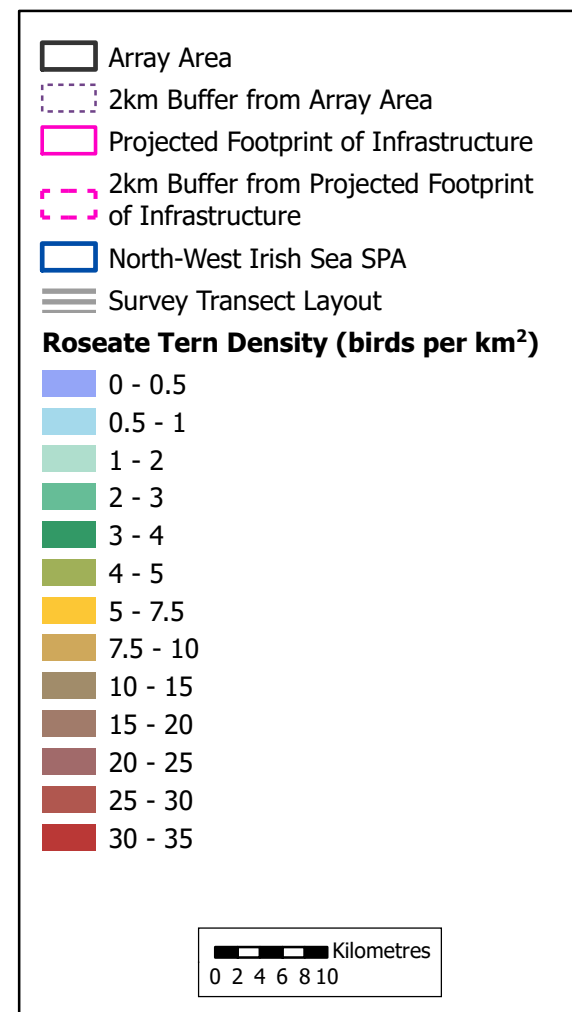 Array Area
2km Buffer from Array Area
Projected Footprint of Infrastructure
2km Buffer from Projected Footprint
of Infrastructure
North-West Irish Sea SPA
Survey Transect Layout
Roseate Tern Density (birds per km²)
0 - 0.5
0.5 - 1
1 - 2
2 - 3
3 - 4
4 - 5
5 - 7.5
7.5 - 10
10 - 15
15 - 20
20 - 25
25 - 30
30 - 35
Kilometres
0 2 4 6 8 10